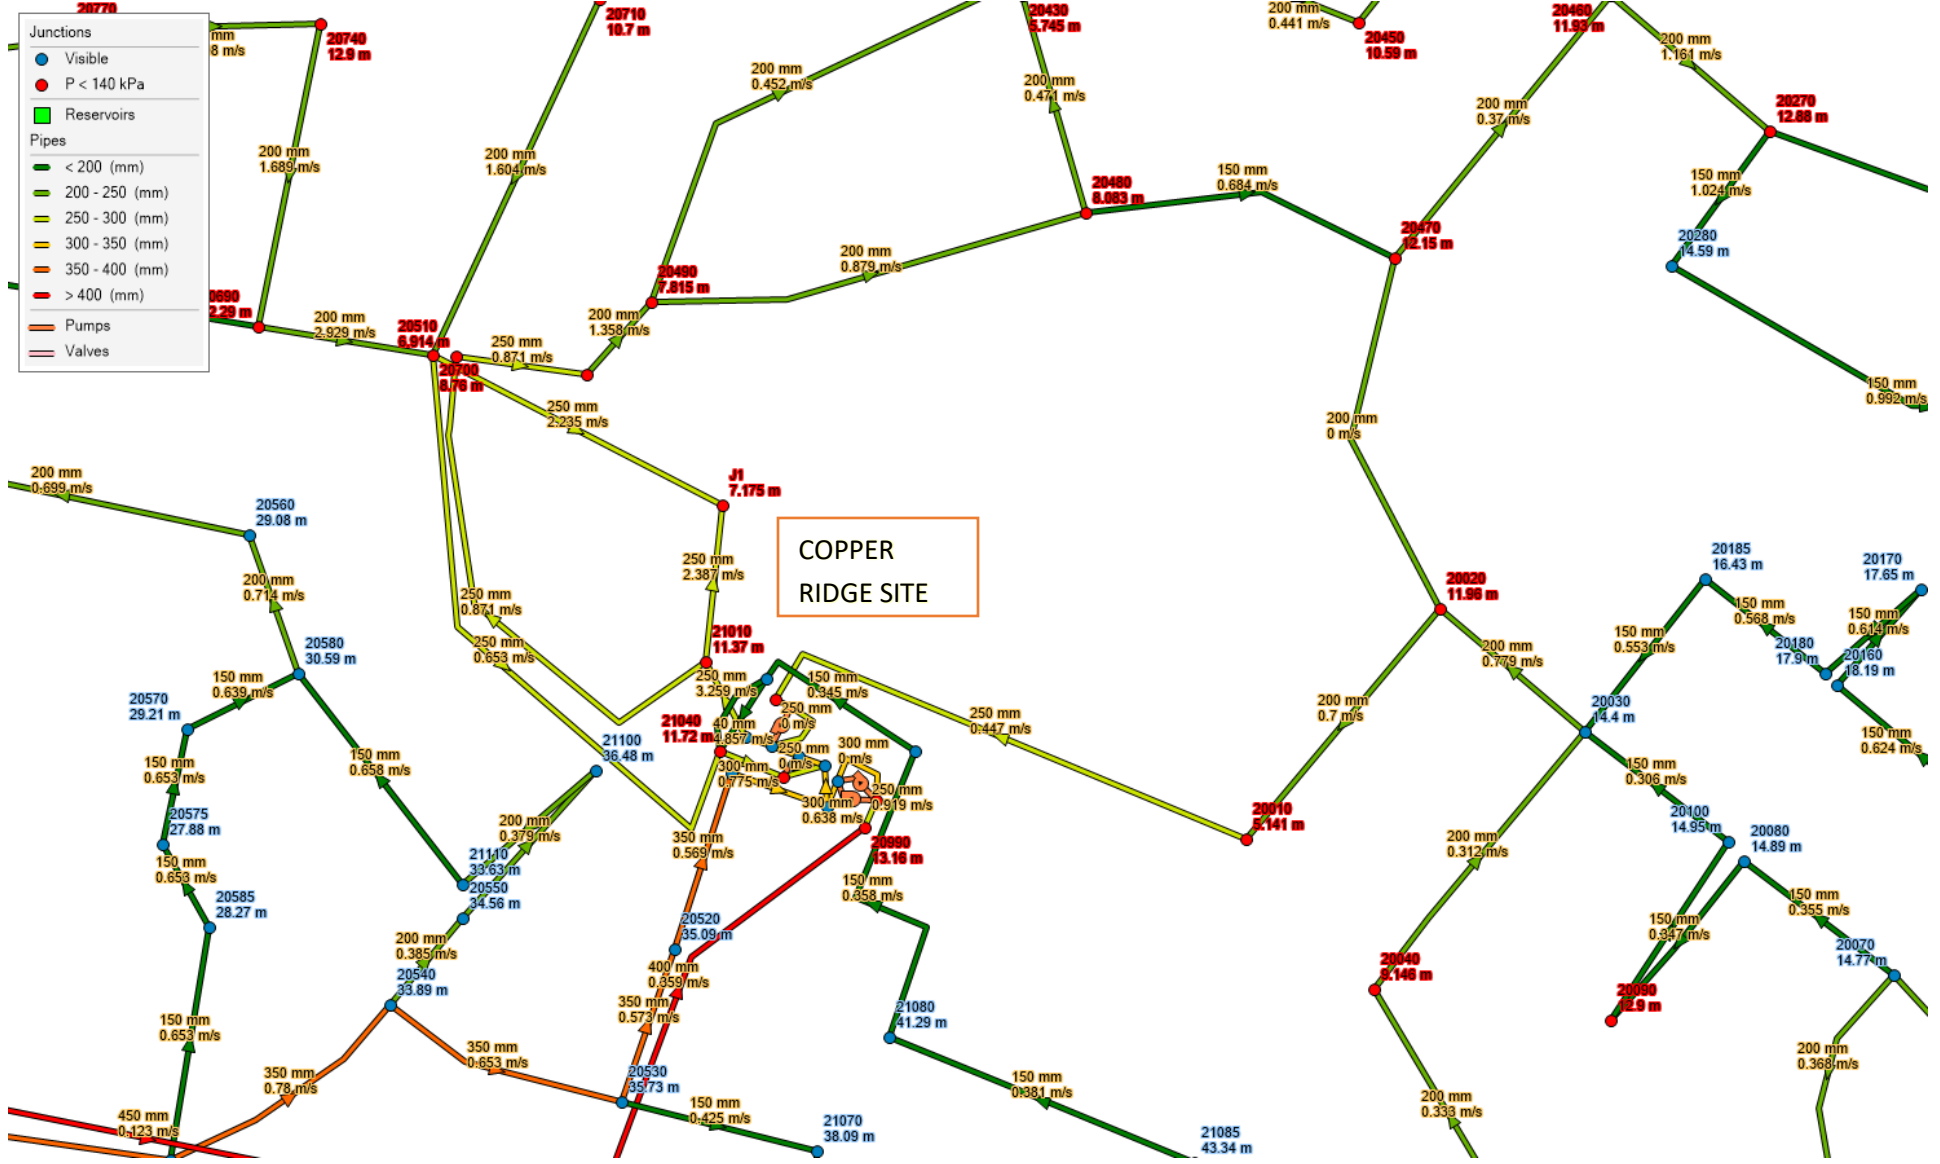 20770
Junctions
Visible
P < 140 kPa
Reservoirs
Pipes
< 200 (mm)
200 - 250 (mm)
250 - 300 (mm)
300 - 350 (mm)
350 - 400 (mm)
> 400 (mm)
Pumps
Valves
mm
8 m/s
20740
12.9 m
20710
10.7 m
200 mm
0.452 m/s
20430
5.745 m
200 mm
0.471 m/s
200 mm
0.441 m/s
20450
10.59 m
20460
11.93 m
200 mm
1.161 m/s
20270
12.88 m
200 mm
1.689 m/s
200 mm
1.604 m/s
200 mm
0.37 m/s
150 mm
0.684 m/s
20480
8.083 m
150 mm
1.024 m/s
20470
12.15 m
20280
14.59 m
200 mm
0.879 m/s
20490
7.815 m
0690
2.29 m
200 mm
2.929 m/s
20510
6.914 m
200 mm
1.358 m/s
250 mm
0.871 m/s
20700
8.76 m
250 mm
2.235 m/s
150 mm
0.992 m/s
200 mm
0 m/s
200 mm
0.699 m/s
J1
7.175 m
20560
29.08 m
COPPER
RIDGE SITE
250 mm
2.387 m/s
200 mm
0.714 m/s
250 mm
0.871 m/s
250 mm
0.653 m/s
21010
11.37 m
20020
11.96 m
20185
16.43 m
20170
17.65 m
150 mm
0.568 m/s
150 mm
0.614 m/s
150 mm
0.553 m/s
20180
17.9 m
20160
18.19 m
200 mm
0.779 m/s
20580
30.59 m
150 mm
0.639 m/s
20570
29.21 m
250 mm
3.259 m/s
150 mm
0.345 m/s
250 mm
0 m/s
21040
11.72 m
40 mm
4.857 m/s
250 mm
0 m/s
300 mm
0 m/s
300 mm
0.775 m/s
250 mm
0.919 m/s
300 mm
0.638 m/s
250 mm
0.447 m/s
200 mm
0.7 m/s
20030
14.4 m
150 mm
0.624 m/s
21100
36.48 m
150 mm
0.658 m/s
150 mm
0.653 m/s
150 mm
0.306 m/s
20575
27.88 m
200 mm
0.379 m/s
350 mm
0.569 m/s
20990
13.16 m
20010
5.141 m
20100
14.95 m
20080
14.89 m
200 mm
0.312 m/s
150 mm
0.653 m/s
21110
33.63 m
20550
34.56 m
150 mm
0.358 m/s
20585
28.27 m
20520
35.09 m
150 mm
0.347 m/s
150 mm
0.355 m/s
200 mm
0.385 m/s
20540
33.89 m
400 mm
0.359 m/s
20040
9.146 m
20070
14.77 m
20090
12.9 m
350 mm
0.573 m/s
21080
41.29 m
150 mm
0.653 m/s
350 mm
0.653 m/s
350 mm
0.78 m/s
20530
35.73 m
150 mm
0.381 m/s
200 mm
0.368 m/s
450 mm
0.123 m/s
150 mm
0.425 m/s
21070
38.09 m
200 mm
0.333 m/s
21085
43.34 m